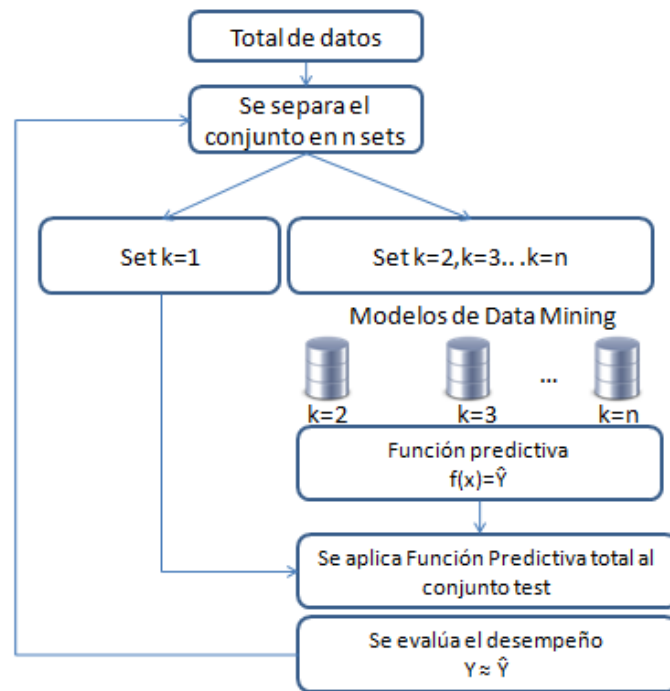 Total de datos
Se separa el
conjunto en n sets
Set k=1
Set k=2,k=3.. .k=n
Modelos de Data Mining
...
k=2
k=3
k=n
Función predictiva
f(x)=Ŷ
Se aplica Función Predictiva total al
conjunto test
Se evalúa el desempeño
Y ≈ Ŷ